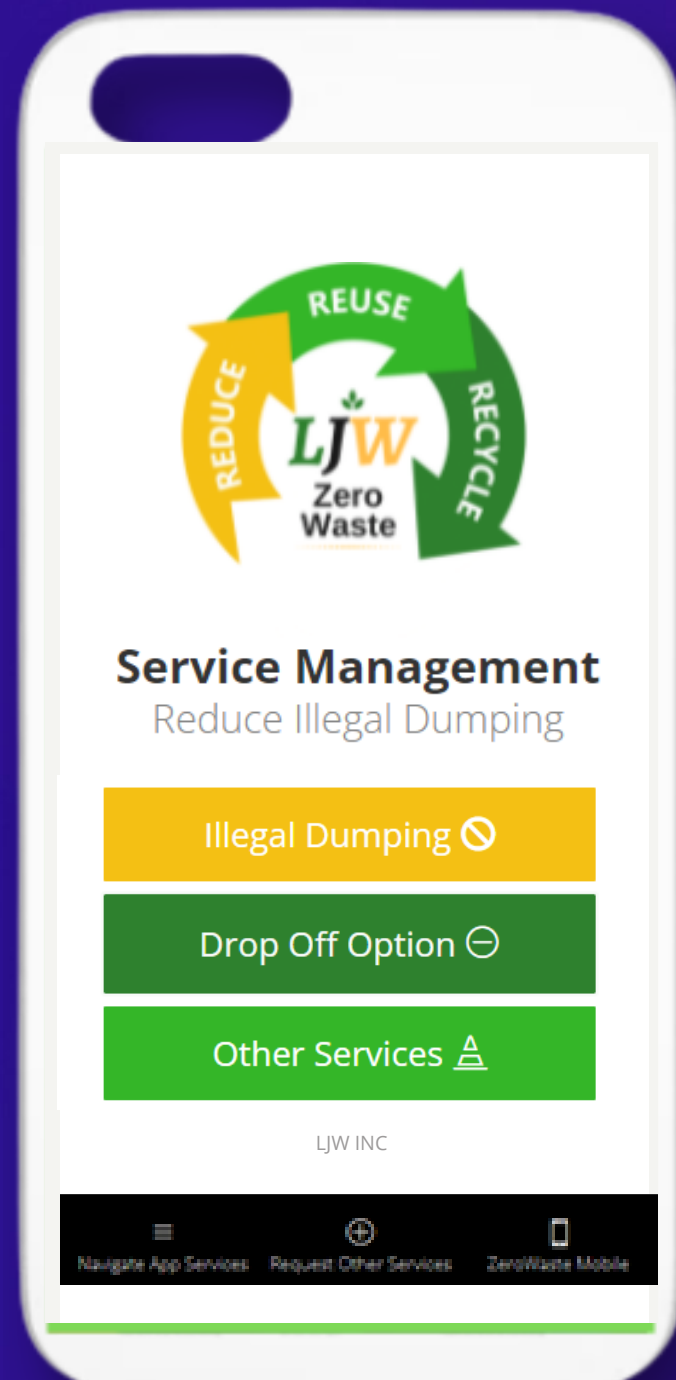 REDUCE
REUSE
RECYCLE
LJW
Zero
Waste
Service Management
Reduce Illegal Dumping
Illegal Dumping
Drop Off Option
Other Services
LJW INC
Navigate App Services
Request Other Services
ZeroWaste Mobile